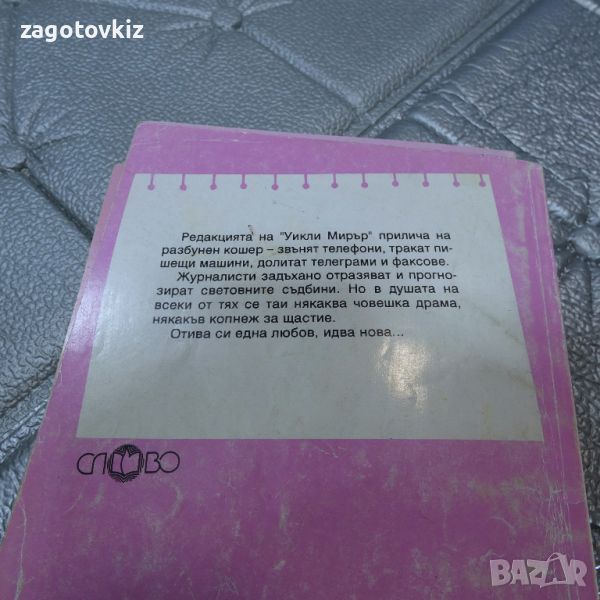 zagotovkiz
Редакцията на "Уикли Мирър" прилича на
разбунен кошер – звънят телефони, тракат пи-
шещи машини, долитат телеграми и факсове.
Журналисти задъхано отразяват и прогно-
зират световните съдбини. Но в душата на
всеки от тях се таи някаква човешка драма,
някакъв копнеж за щастие.
Отива си една любов, идва нова...
СЛОВО
BAZAR